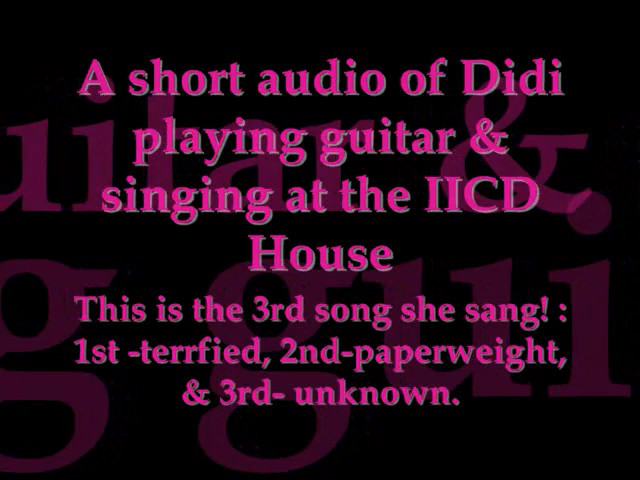 A short audio of Didi
playing guitar &
singing at the IICD
House
This is the 3rd song she sang! :
1st -terrfied, 2nd-paperweight,
& 3rd- unknown.